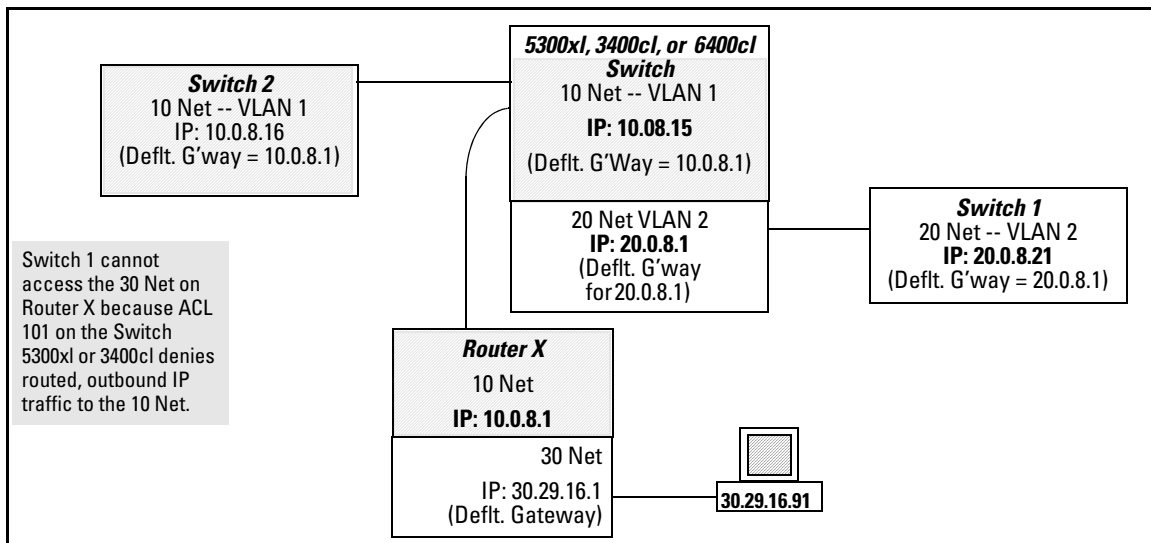 5300xl, 3400cl, or 6400cl
Switch
10 Net -- VLAN 1
IP: 10.08.15
(Deflt. G'Way = 10.0.8.1)
20 Net VLAN 2
IP: 20.0.8.1
(Deflt. G'way
for20.0.8.1)
Switch 2
10 Net -- VLAN 1
IP: 10.0.8.16
(Deflt. G'way = 10.0.8.1)
Switch 1
20 Net -- VLAN 2
IP: 20.0.8.21
(Deflt. G'way = 20.0.8.1)
Switch 1 cannot
access the 30 Net on
Router X because ACL
101 on the Switch
5300xl or 3400cl denies
routed, outbound IP
traffic to the 10 Net.
Router X
10 Net
IP: 10.0.8.1
30 Net
IP: 30.29.16.1
(Deflt. Gateway)
30.29.16.91